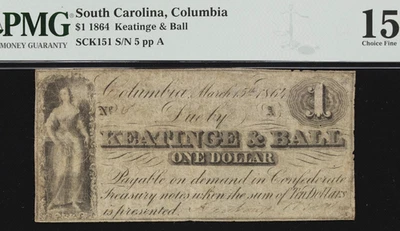 PMG
MONEY GUARANTY
South Carolina, Columbia
$1 1864 Keatinge & Ball
SCK151 S/N 5 pp A
15
Choice Fine
Columbia, March 15th 1864
No
1
Due by
A
KEATINGE & BALL
ONE DOLLAR
Payable on demand in Confederate
Treasury notes when the sum of Ten Dollars
is presented.